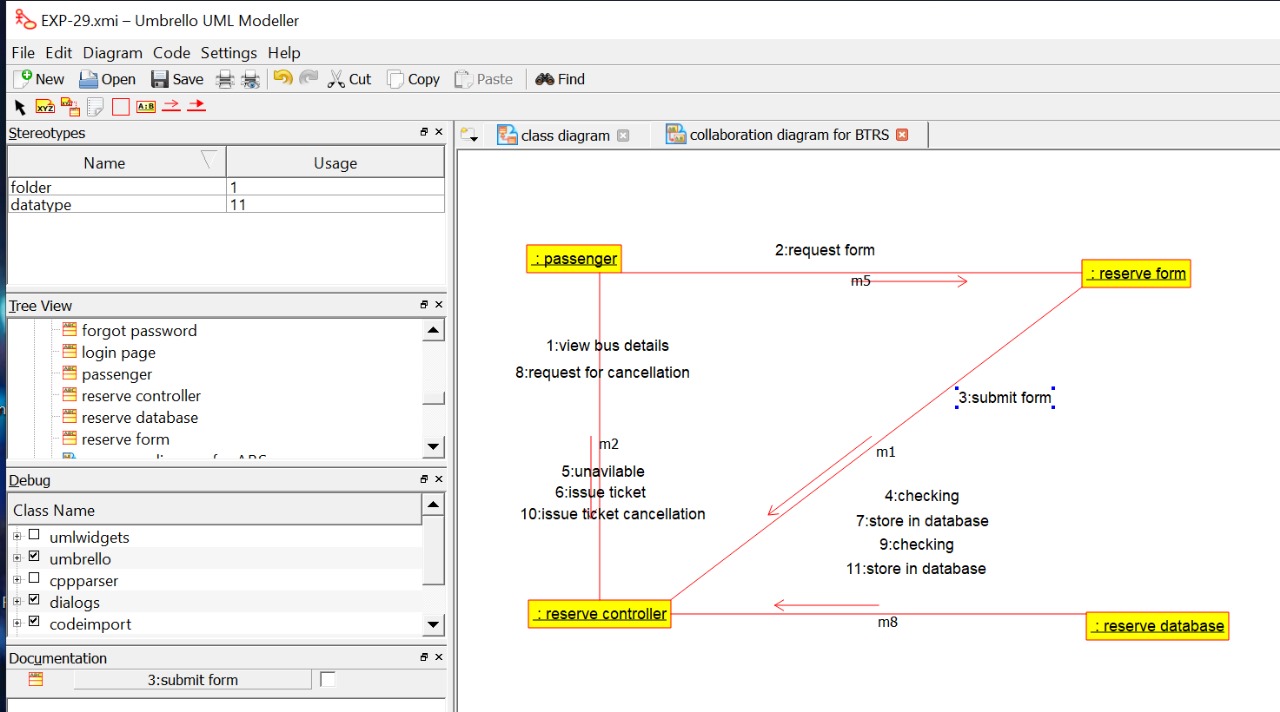 EXP-29.xmi – Umbrello UML Modeller
File Edit Diagram Code Settings Help
New Open Save Cut Copy Paste Find
XYZ A:B
Stereotypes
Name Usage
folder 1
datatype 11
Tree View
forgot password
login page
passenger
reserve controller
reserve database
reserve form
Debug
Class Name
umlwidgets
umbrello
cppparser
dialogs
codeimport
Documentation
3:submit form
class diagram
collaboration diagram for BTRS
: passenger
2:request form
m5
: reserve form
1:view bus details
8:request for cancellation
3:submit form
m2
m1
5:unavilable
6:issue ticket
10:issue ticket cancellation
4:checking
7:store in database
9:checking
11:store in database
: reserve controller
m8
: reserve database